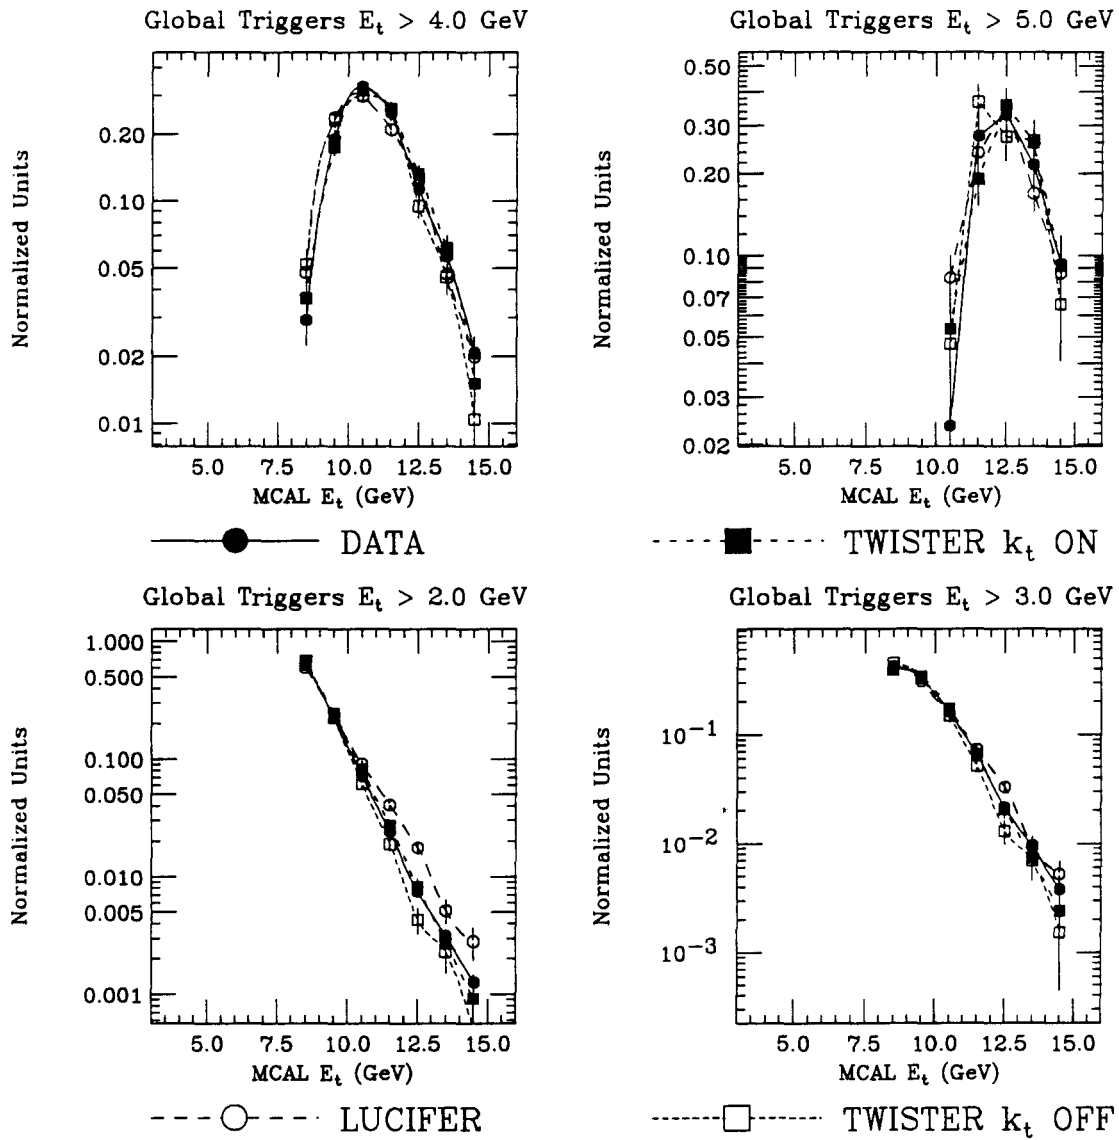 Global Triggers E_t > 4.0 GeV
Normalized Units
0.20
0.10
0.05
0.02
0.01
5.0 7.5 10.0 12.5 15.0
MCAL E_t (GeV)
Global Triggers E_t > 5.0 GeV
Normalized Units
0.50
0.30
0.20
0.10
0.07
0.05
0.03
0.02
5.0 7.5 10.0 12.5 15.0
MCAL E_t (GeV)
DATA
TWISTER k_t ON
Global Triggers E_t > 2.0 GeV
Normalized Units
1.000
0.500
0.100
0.050
0.010
0.005
0.001
5.0 7.5 10.0 12.5 15.0
MCAL E_t (GeV)
Global Triggers E_t > 3.0 GeV
Normalized Units
10^-1
10^-2
10^-3
5.0 7.5 10.0 12.5 15.0
MCAL E_t (GeV)
LUCIFER
TWISTER k_t OFF